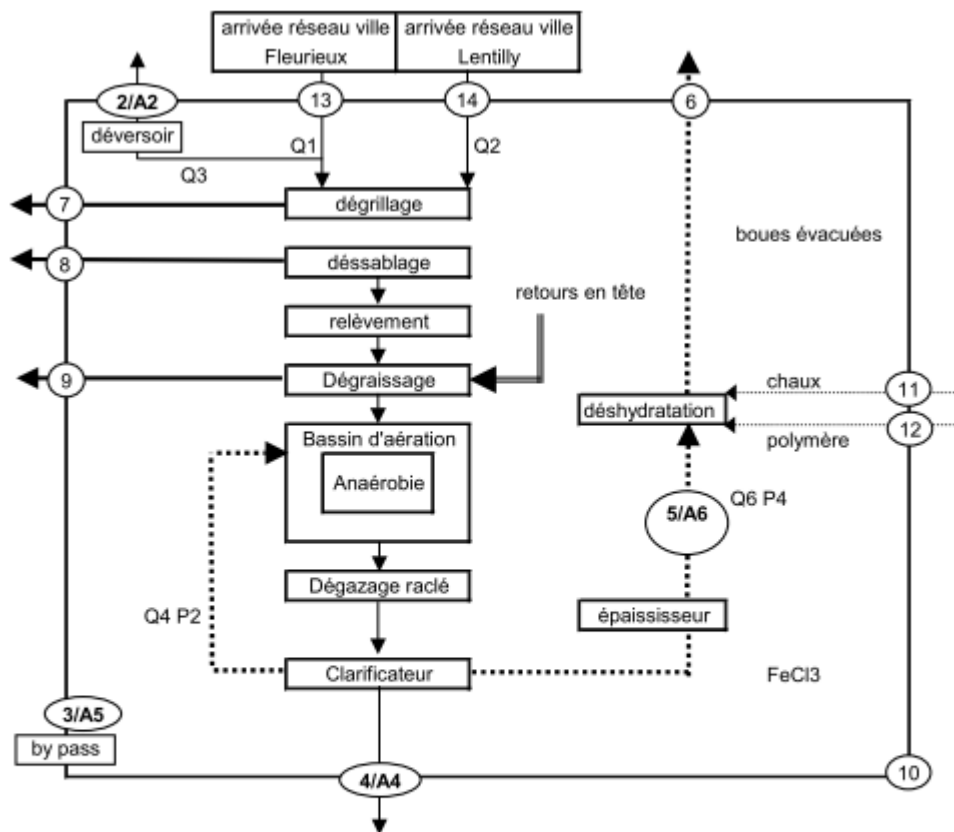 arrivée réseau ville
Fleurieux
arrivée réseau ville
Lentilly
2/A2
13
14
6
déversoir
Q1
Q2
Q3
7
dégrillage
boues évacuées
8
déssablage
retours en tête
relèvement
9
Dégraissage
chaux
11
déshydratation
12
polymère
Bassin d'aération
Anaérobie
5/A6
Q6 P4
Dégazage raclé
Q4 P2
épaississeur
Clarificateur
FeCl3
3/A5
by pass
4/A4
10